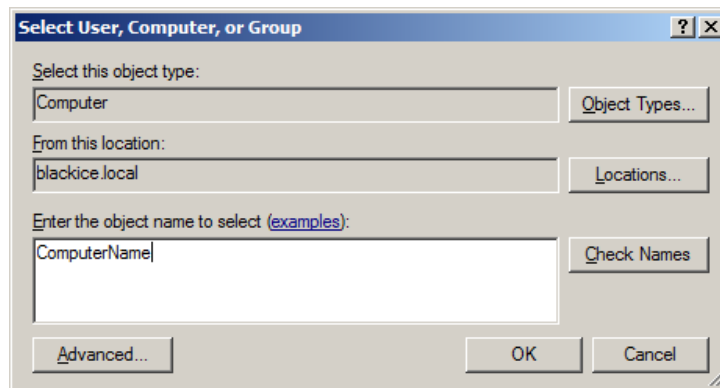 Select User, Computer, or Group
Select this object type:
Computer
Object Types...
From this location:
blackice.local
Locations...
Enter the object name to select (examples):
ComputerName
Check Names
Advanced...
OK
Cancel